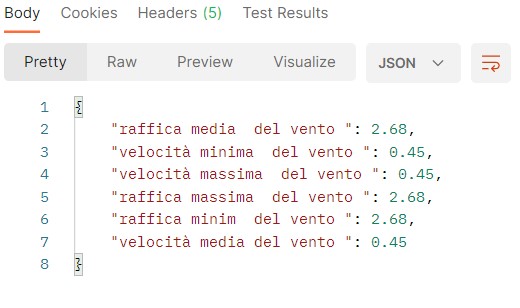 Body Cookies Headers (5) Test Results
Pretty Raw Preview Visualize JSON
1 {
2 "raffica media  del vento ": 2.68,
3 "velocità minima  del vento ": 0.45,
4 "velocità massima  del vento ": 0.45,
5 "raffica massima  del vento ": 2.68,
6 "raffica minim  del vento ": 2.68,
7 "velocità media del vento ": 0.45
8 }